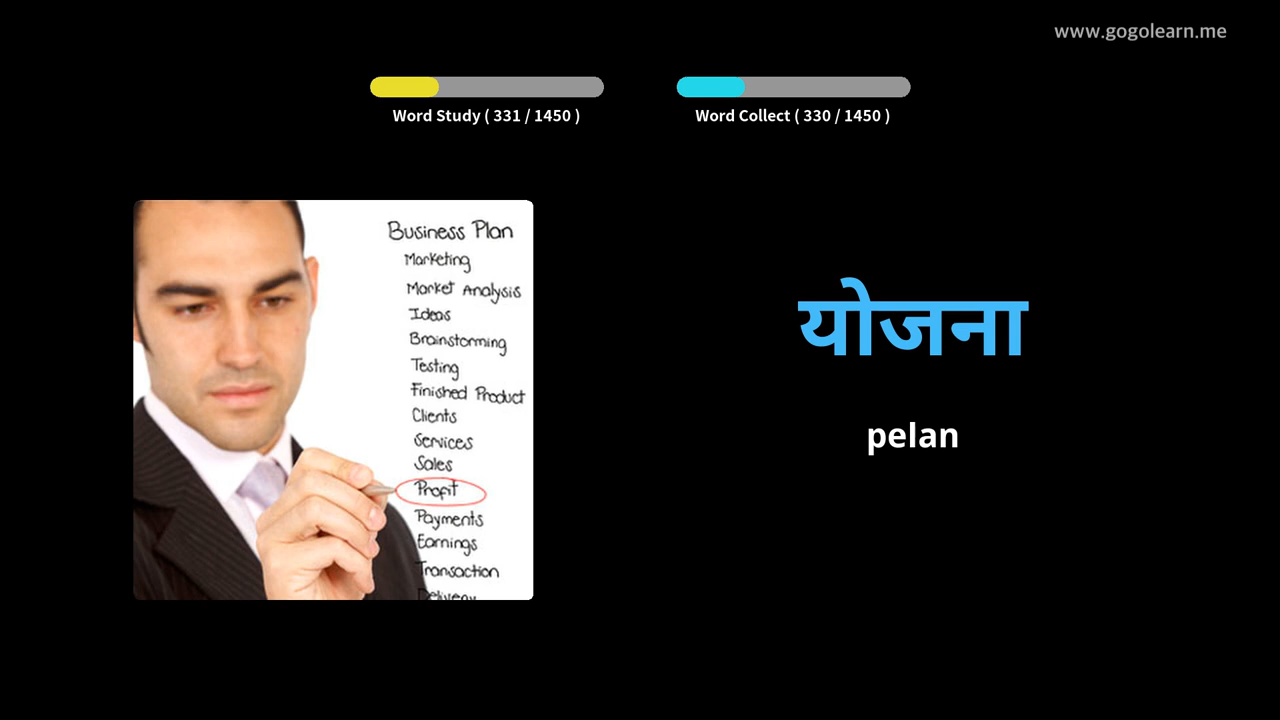 www.gogolearn.me
Word Study ( 331 / 1450 )
Word Collect ( 330 / 1450 )
Business Plan
Marketing
Market Analysis
Ideas
Brainstorming
Testing
Finished Product
Clients
Services
Sales
Profit
Payments
Earnings
Transaction
Delivery
योजना
pelan